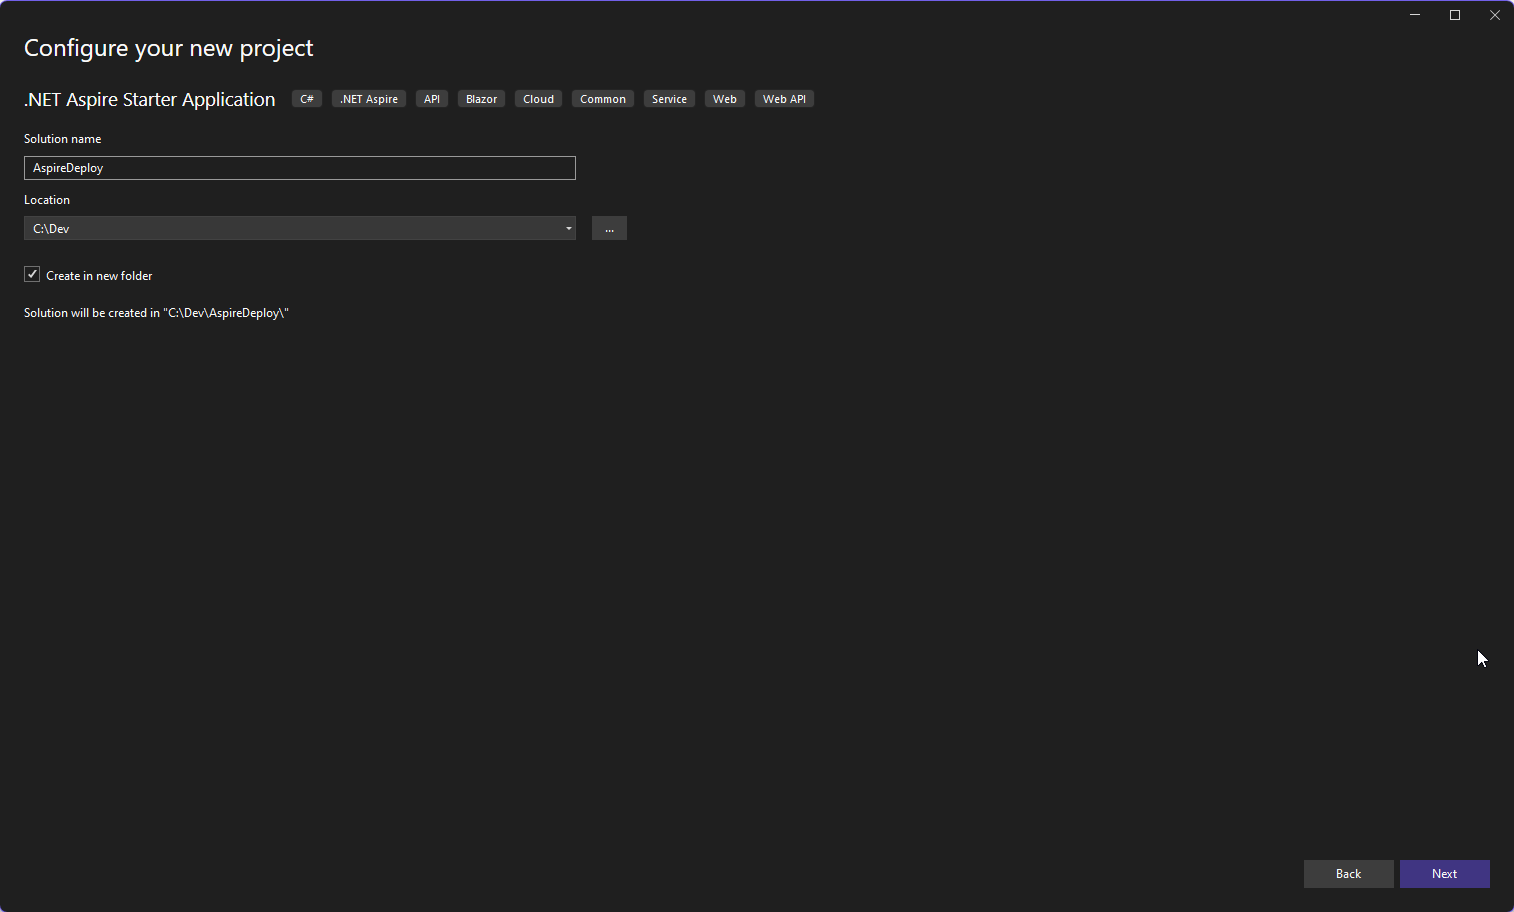 Configure your new project
.NET Aspire Starter Application C# .NET Aspire API Blazor Cloud Common Service Web Web API
Solution name
AspireDeploy
Location
C:\Dev ...
Create in new folder
Solution will be created in "C:\Dev\AspireDeploy\"
Back Next